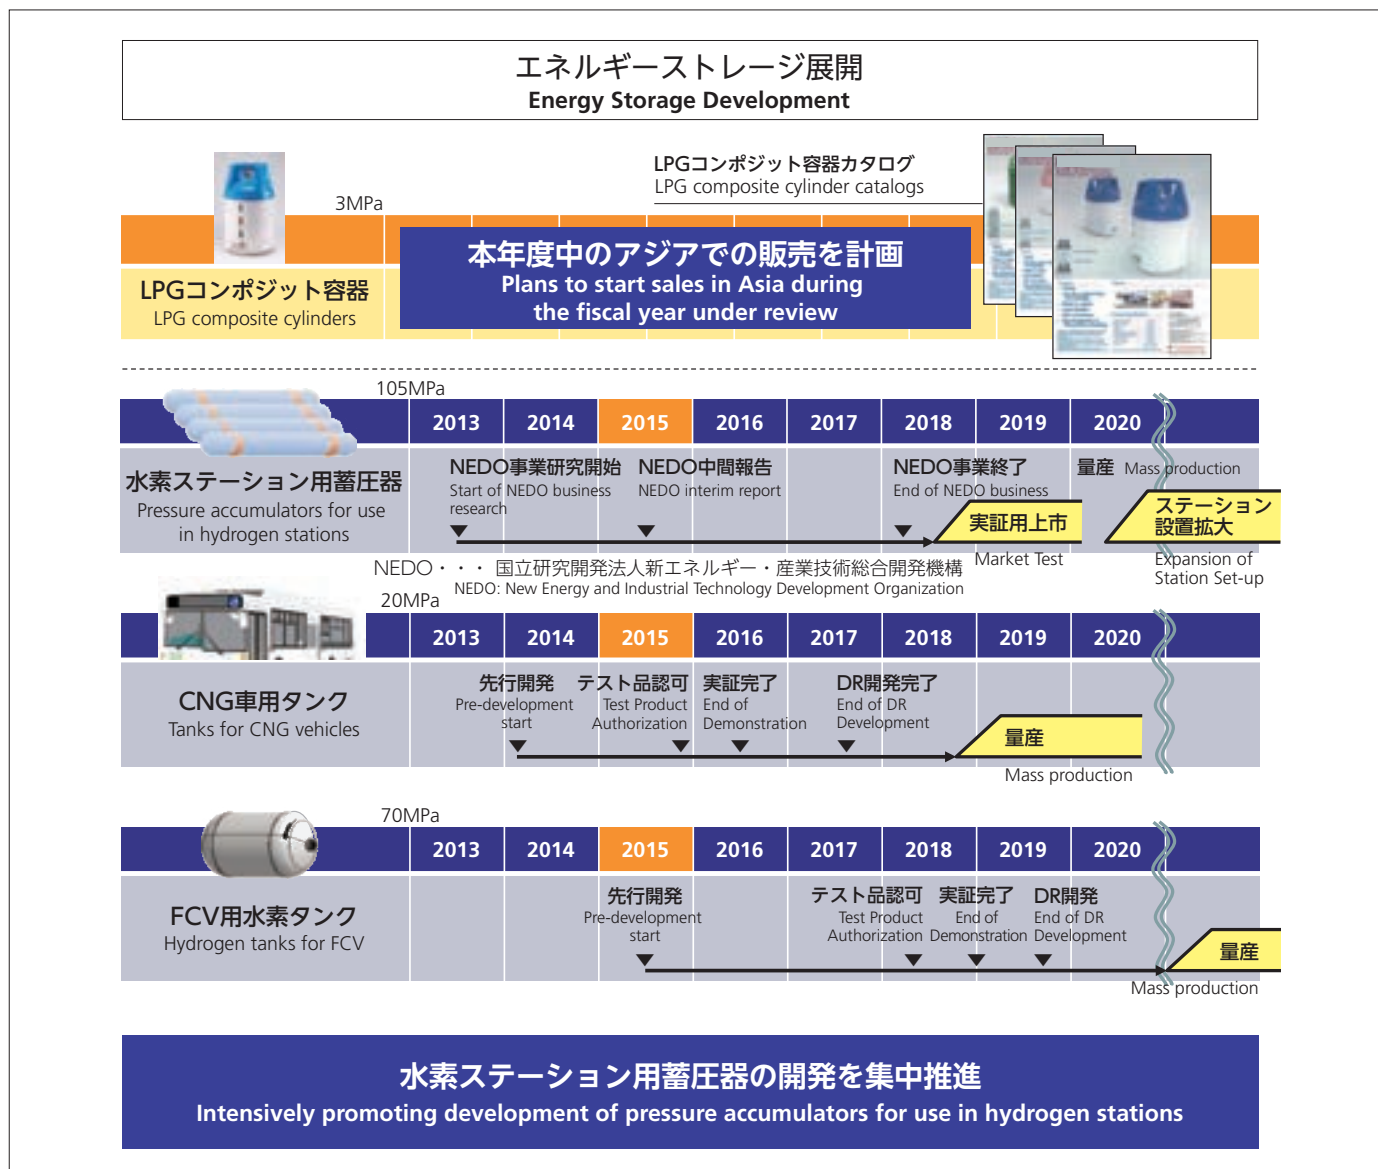 エネルギーストレージ展開
Energy Storage Development
LPGコンポジット容器カタログ
LPG composite cylinder catalogs
3MPa
本年度中のアジアでの販売を計画
Plans to start sales in Asia during
the fiscal year under review
LPGコンポジット容器
LPG composite cylinders
105MPa
2013 2014 2015 2016 2017 2018 2019 2020
水素ステーション用蓄圧器
Pressure accumulators for use
in hydrogen stations
NEDO事業研究開始
Start of NEDO business
research
NEDO中間報告
NEDO interim report
NEDO事業終了
End of NEDO business
実証用上市
Market Test
量産 Mass production
ステーション
設置拡大
Expansion of
Station Set-up
NEDO・・・ 国立研究開発法人新エネルギー・産業技術総合開発機構
NEDO: New Energy and Industrial Technology Development Organization
20MPa
2013 2014 2015 2016 2017 2018 2019 2020
CNG車用タンク
Tanks for CNG vehicles
先行開発
Pre-development
start
テスト品認可
Test Product
Authorization
実証完了
End of
Demonstration
DR開発完了
End of DR
Development
量産
Mass production
70MPa
2013 2014 2015 2016 2017 2018 2019 2020
FCV用水素タンク
Hydrogen tanks for FCV
先行開発
Pre-development
start
テスト品認可
Test Product
Authorization
実証完了
End of
Demonstration
DR開発
End of DR
Development
量産
Mass production
水素ステーション用蓄圧器の開発を集中推進
Intensively promoting development of pressure accumulators for use in hydrogen stations